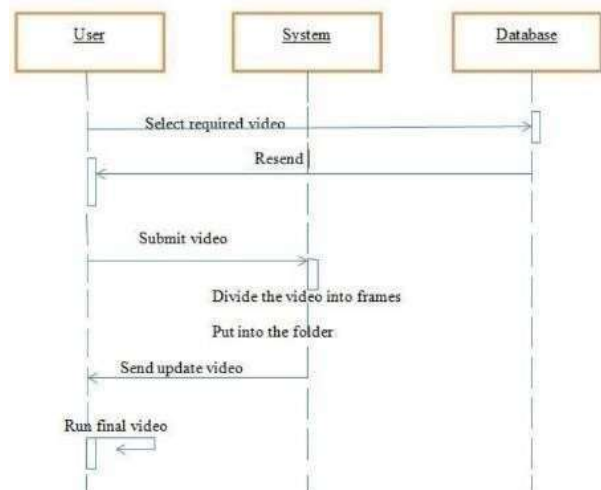 User
System
Database
Select required video
Resend
Submit video
Divide the video into frames
Put into the folder
Send update video
Run final video